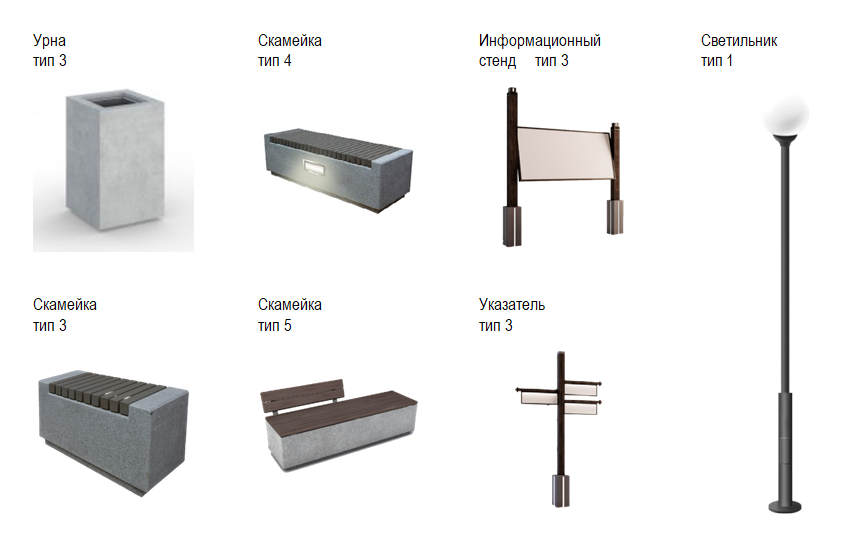 Урна
тип 3
Скамейка
тип 4
Информационный
стенд тип 3
Светильник
тип 1
Скамейка
тип 3
Скамейка
тип 5
Указатель
тип 3